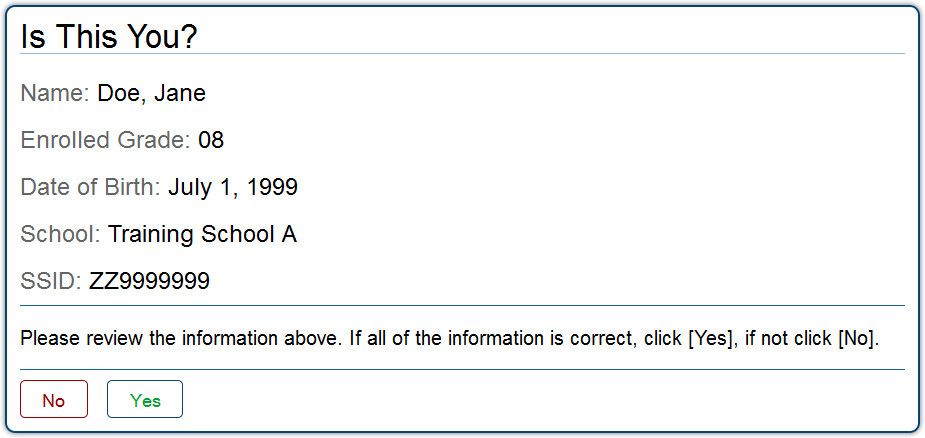 Is This You?
Name: Doe, Jane
Enrolled Grade: 08
Date of Birth: July 1, 1999
School: Training School A
SSID: ZZ9999999
Please review the information above. If all of the information is correct, click [Yes], if not click [No].
No Yes